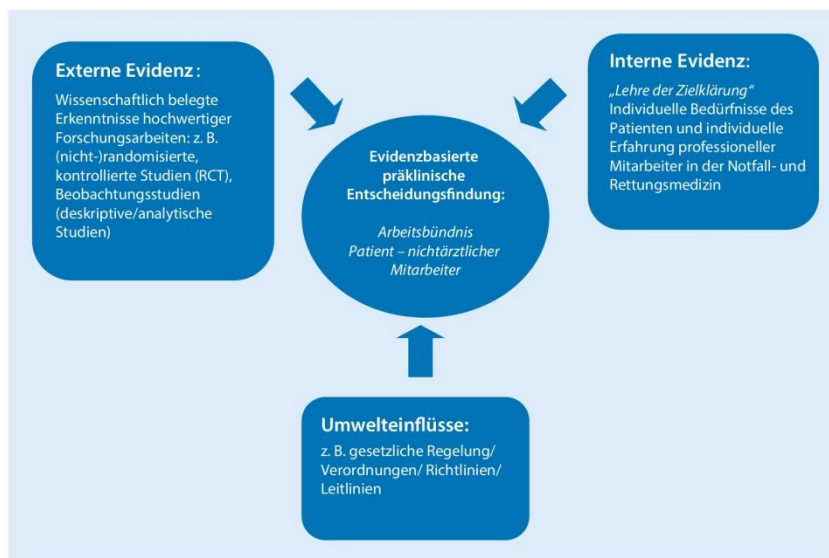 Externe Evidenz :
Wissenschaftlich belegte
Erkenntnisse hochwertiger
Forschungsarbeiten: z. B.
(nicht-)randomisierte,
kontrollierte Studien (RCT),
Beobachtungsstudien
(deskriptive/analytische
Studien)
Interne Evidenz:
„Lehre der Zielklärung“
Individuelle Bedürfnisse des
Patienten und individuelle
Erfahrung professioneller
Mitarbeiter in der Notfall- und
Rettungsmedizin
Evidenzbasierte
präklinische
Entscheidungsfindung:
Arbeitsbündnis
Patient – nichtärztlicher
Mitarbeiter
Umwelteinflüsse:
z. B. gesetzliche Regelung/
Verordnungen/ Richtlinien/
Leitlinien